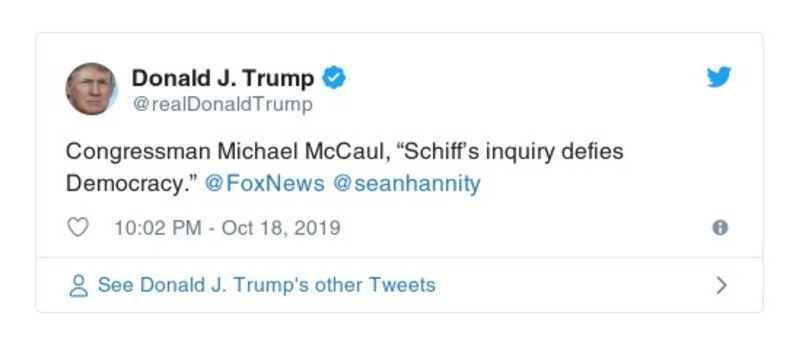 Donald J. Trump
@realDonaldTrump
Congressman Michael McCaul, “Schiff’s inquiry defies
Democracy.” @FoxNews @seanhannity
10:02 PM - Oct 18, 2019
See Donald J. Trump's other Tweets